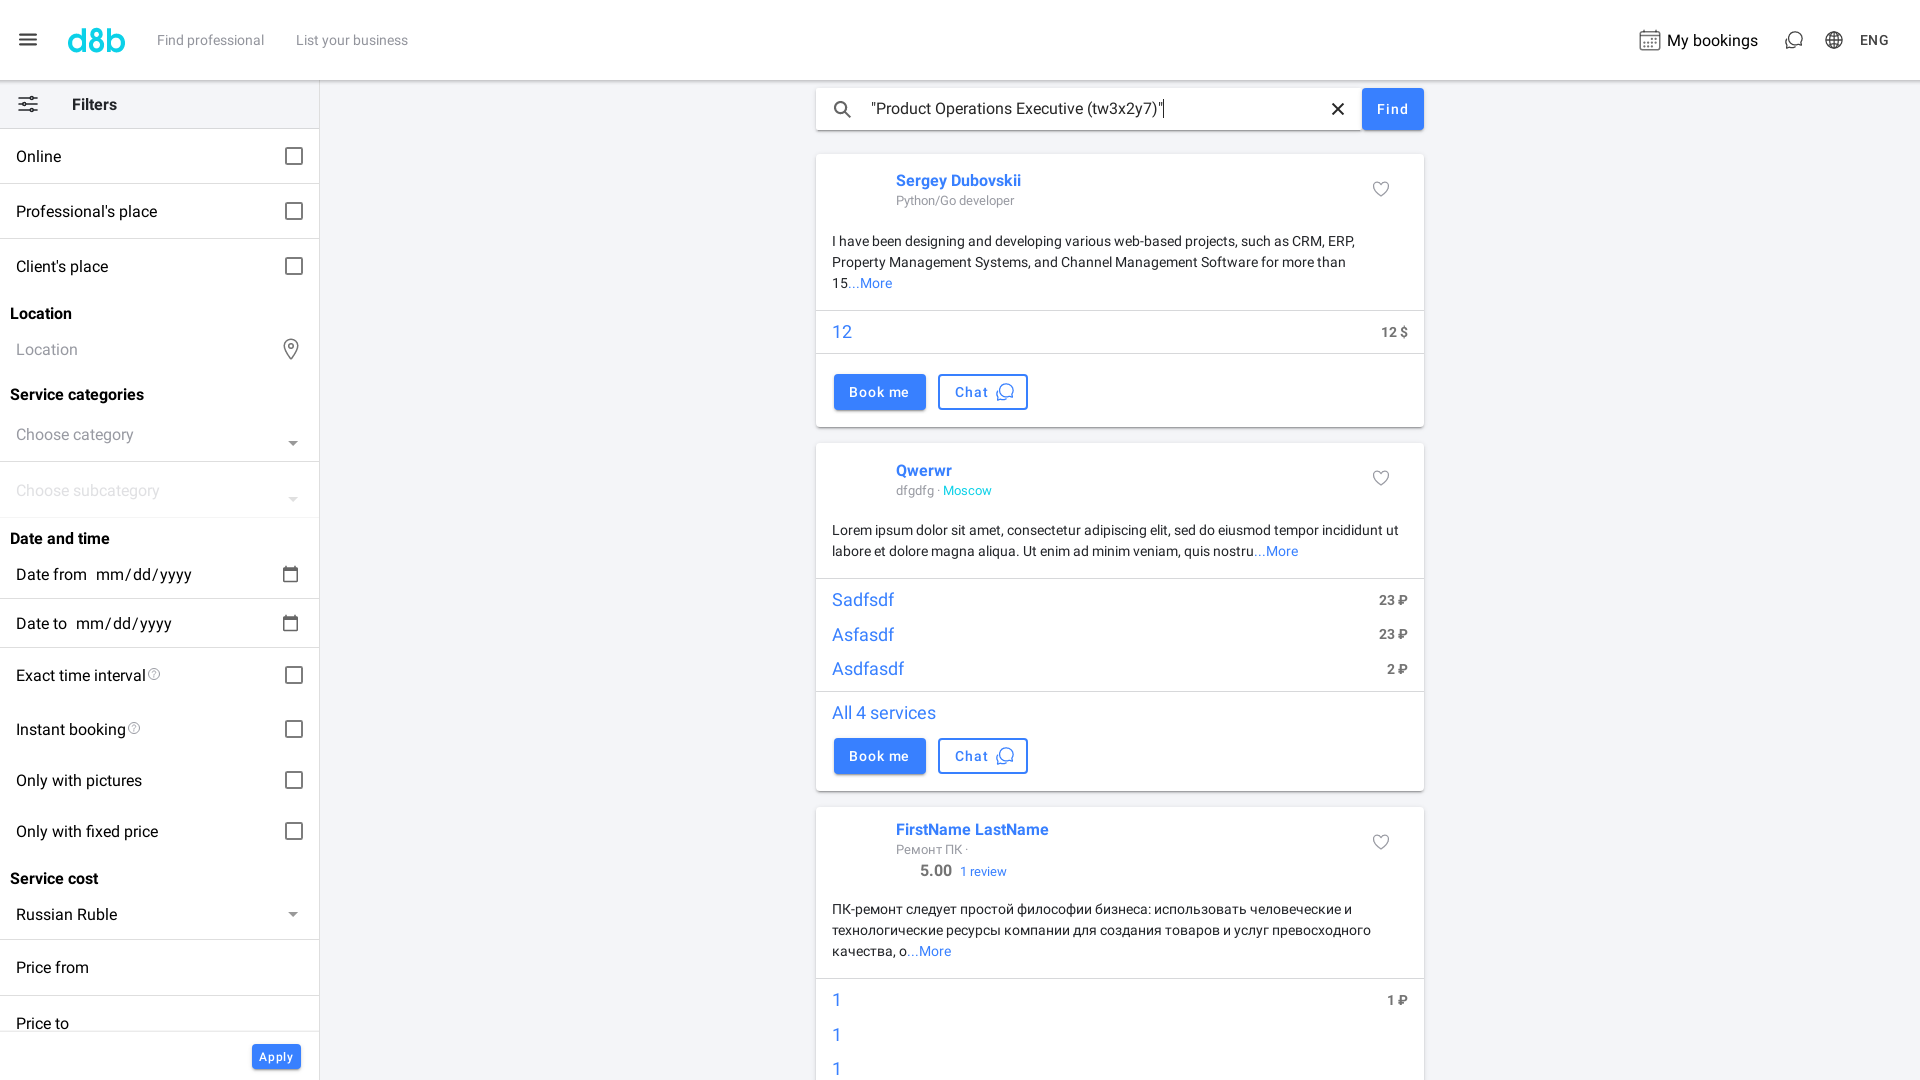 d8b
Find professional
List your business
My bookings
ENG
Filters
Online
Professional's place
Client's place
Location
Location
Service categories
Choose category
Choose subcategory
Date and time
Date from mm/dd/yyyy
Date to mm/dd/yyyy
Exact time interval
Instant booking
Only with pictures
Only with fixed price
Service cost
Russian Ruble
Price from
Price to
Apply
"Product Operations Executive (tw3x2y7)"
Find
Sergey Dubovskii
Python/Go developer
I have been designing and developing various web-based projects, such as CRM, ERP,
Property Management Systems, and Channel Management Software for more than
15...More
12 12 $
Book me Chat
Qwerwr
dfgdfg · Moscow
Lorem ipsum dolor sit amet, consectetur adipiscing elit, sed do eiusmod tempor incididunt ut
labore et dolore magna aliqua. Ut enim ad minim veniam, quis nostru...More
Sadfsdf 23 ₽
Asfasdf 23 ₽
Asdfasdf 2 ₽
All 4 services
Book me Chat
FirstName LastName
Ремонт ПК ·
5.00 1 review
ПК-ремонт следует простой философии бизнеса: использовать человеческие и
технологические ресурсы компании для создания товаров и услуг превосходного
качества, о...More
1 1 ₽
1
1